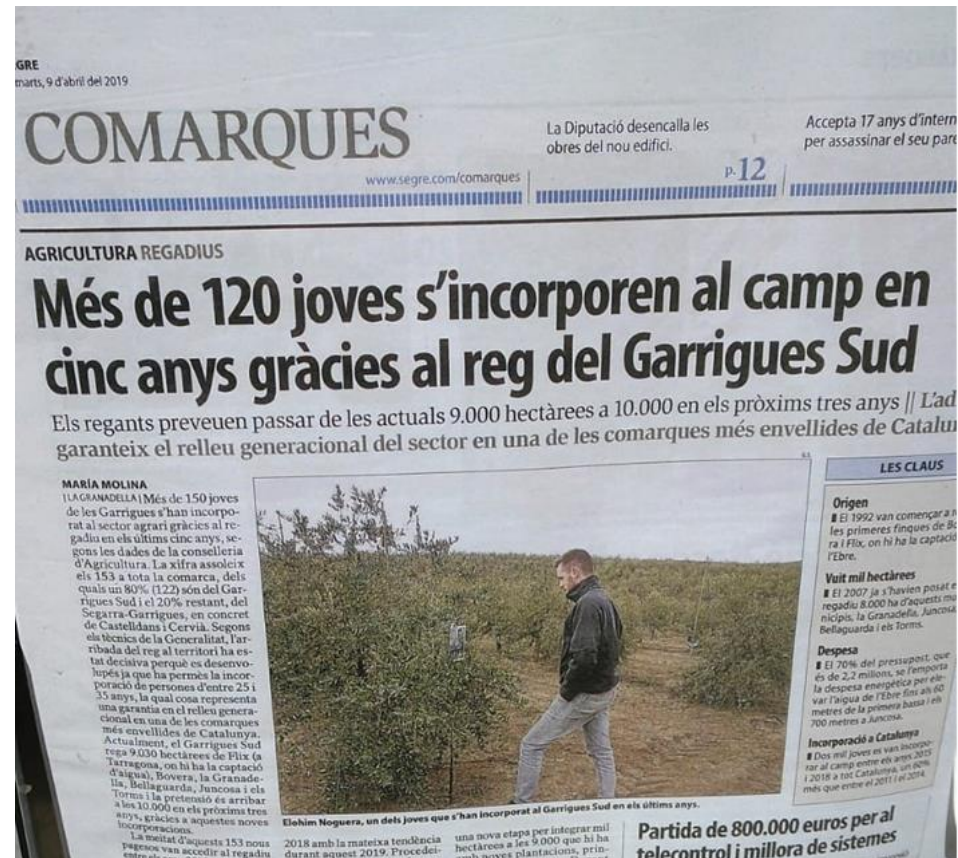 GRE
marts, 9 d'abril del 2019
COMARQUES
www.segre.com/comarques
La Diputació desencalla les
obres del nou edifici.
p. 12
Accepta 17 anys d'intern
per assassinar el seu pare
AGRICULTURA REGADIUS
Més de 120 joves s'incorporen al camp en
cinc anys gràcies al reg del Garrigues Sud
Els regants preveuen passar de les actuals 9.000 hectàrees a 10.000 en els pròxims tres anys || L'ad
garanteix el relleu generacional del sector en una de les comarques més envellides de Catalun
MARÍA MOLINA
| LA GRANADELLA | Més de 150 joves
de les Garrigues s'han incorpo-
rat al sector agrari gràcies al re-
gadiu en els últims cinc anys, se-
gons les dades de la conselleria
d'Agricultura. La xifra assoleix
els 153 a tota la comarca, dels
quals un 80% (122) són del Gar-
rigues Sud i el 20% restant, del
Segarra-Garrigues, en concret
de Castelldans i Cervià. Segons
els tècnics de la Generalitat, l'ar-
ribada del reg al territori ha es-
tat decisiva perquè es desenvo-
lupés ja que ha permès la incor-
poració de persones d'entre 25 i
35 anys, la qual cosa representa
una garantia en el relleu genera-
cional en una de les comarques
més envellides de Catalunya.
Actualment, el Garrigues Sud
rega 9.030 hectàrees de Flix (a
Tarragona, on hi ha la captació
d'aigua), Bovera, la Granade-
lla, Bellaguarda, Juncosa i els
Torms i la pretensió és arribar
a les 10.000 en els pròxims tres
anys, gràcies a aquestes noves
incorporacions.
La meitat d'aquests 153 nous
pagesos van accedir al regadiu
S.E.
Elohim Noguera, un dels joves que s'han incorporat al Garrigues Sud en els últims anys.
2018 amb la mateixa tendència
durant aquest 2019. Procedei-
una nova etapa per integrar mil
hectàrees a les 9.000 que hi ha
amb noves plantacions, prin-
LES CLAUS
Origen
El 1992 van començar a r
les primeres finques de Bo
ra i Flix, on hi ha la captació
l'Ebre.
Vuit mil hectàrees
El 2007 ja s'havien posat e
regadiu 8.000 ha d'aquests mu
nicipis, la Granadella, Juncosa,
Bellaguarda i els Torms.
Despesa
El 70% del pressupost, que
és de 2,2 milions, se l'emporta
la despesa energètica per ele-
var l'aigua de l'Ebre fins als 60
metres de la primera bassa i els
700 metres a Juncosa.
Incorporació a Catalunya
Dos mil joves es van incorpo-
rar al camp entre els anys 2015
i 2018 a tot Catalunya, un 60%
més que entre el 2011 i el 2014.
Partida de 800.000 euros per al
telecontrol i millora de sistemes